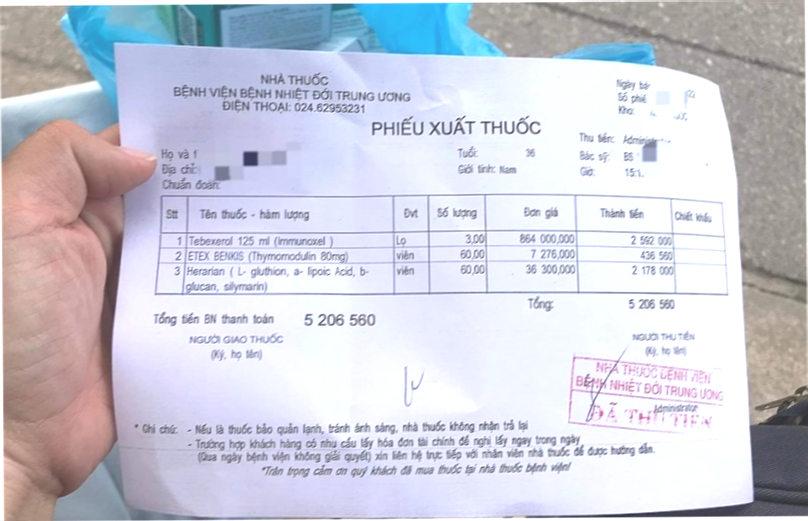 NHÀ THUỐC
BỆNH VIỆN BỆNH NHIỆT ĐỚI TRUNG ƯƠNG
ĐIỆN THOẠI: 024.62953231
Ngày
Số phiế
Kho:
PHIẾU XUẤT THUỐC
Thu tiền:
Họ và
Tuổi: 36
Bác sỹ: BS
Địa chỉ:
Giới tính: Nam
Giờ: 15:
Chuẩn đoán:
Stt Tên thuốc - hàm lượng Đvt Số lượng Đơn giá Thành tiền Chiết khấu
1 Tebexerol 125 ml (Immunoxel ) Lọ 3,00 864 000,000 2 592 000
2 ETEX BENKIS (Thymomodulin 80mg) viên 60,00 7 276,000 436 560
3 Herarian ( L- gluthion, a- lipoic Acid, b- viên 60,00 36 300,000 2 178 000
glucan, silymarin)
Tổng: 5 206 560
Tổng tiền BN thanh toán 5 206 560
NGƯỜI GIAO THUỐC
(Ký, họ tên)
NGƯỜI THU TIỀN
(Ký, họ tên)
NHÀ THUỐC BỆNH VIỆN
BỆNH NHIỆT ĐỚI TRUNG ƯƠNG
ĐÃ THU TIỀN
Administrator
* Ghi chú: - Nếu là thuốc bảo quản lạnh, tránh ánh sáng, nhà thuốc không nhận trả lại
- Trường hợp khách hàng có nhu cầu lấy hóa đơn tài chính đề nghị lấy ngay trong ngày
(Qua ngày bệnh viện không giải quyết) xin liên hệ trực tiếp với nhân viên nhà thuốc để được hướng dẫn.
*Trân trọng cảm ơn quý khách đã mua thuốc tại nhà thuốc bệnh viện!